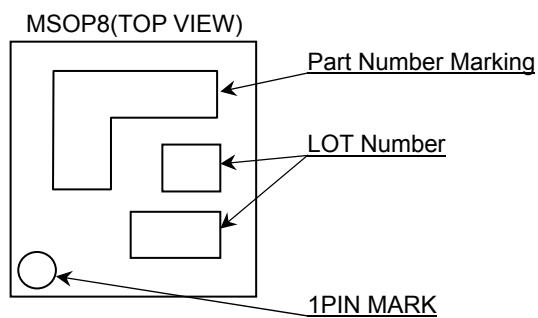 MSOP8(TOP VIEW)
Part Number Marking
LOT Number
1PIN MARK